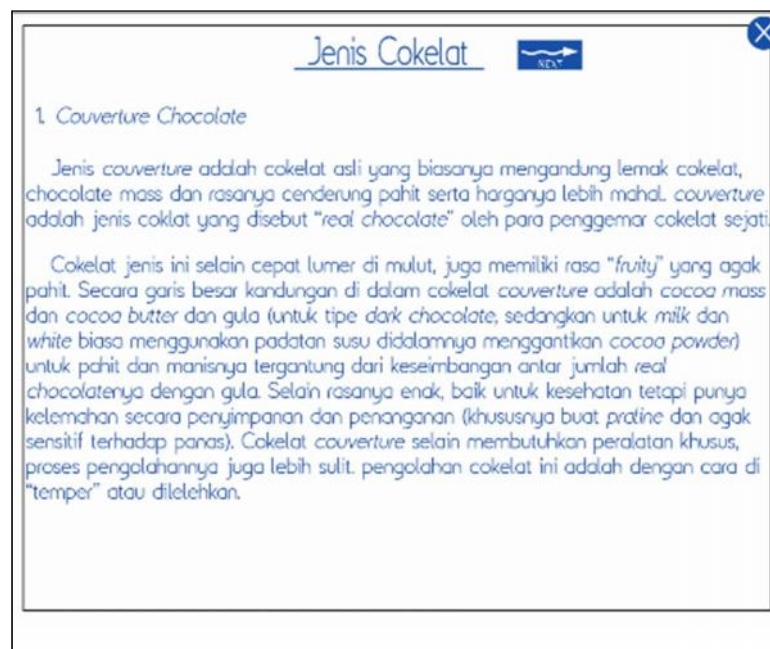 Jenis Cokelat
NEXT
1. Couverture Chocolate
Jenis couverture adalah cokelat asli yang biasanya mengandung lemak cokelat,
chocolate mass dan rasanya cenderung pahit serta harganya lebih mahal. couverture
adalah jenis coklat yang disebut "real chocolate" oleh para penggemar cokelat sejati.
Cokelat jenis ini selain cepat lumer di mulut, juga memiliki rasa "fruity" yang agak
pahit. Secara garis besar kandungan di dalam cokelat couverture adalah cocoa mass
dan cocoa butter dan gula (untuk tipe dark chocolate, sedangkan untuk milk dan
white biasa menggunakan padatan susu didalamnya menggantikan cocoa powder)
untuk pahit dan manisnya tergantung dari keseimbangan antar jumlah real
chocolatenya dengan gula. Selain rasanya enak, baik untuk kesehatan tetapi punya
kelemahan secara penyimpanan dan penanganan (khususnya buat praline dan agak
sensitif terhadap panas). Cokelat couverture selain membutuhkan peralatan khusus,
proses pengolahannya juga lebih sulit. pengolahan cokelat ini adalah dengan cara di
"temper" atau dilelehkan.